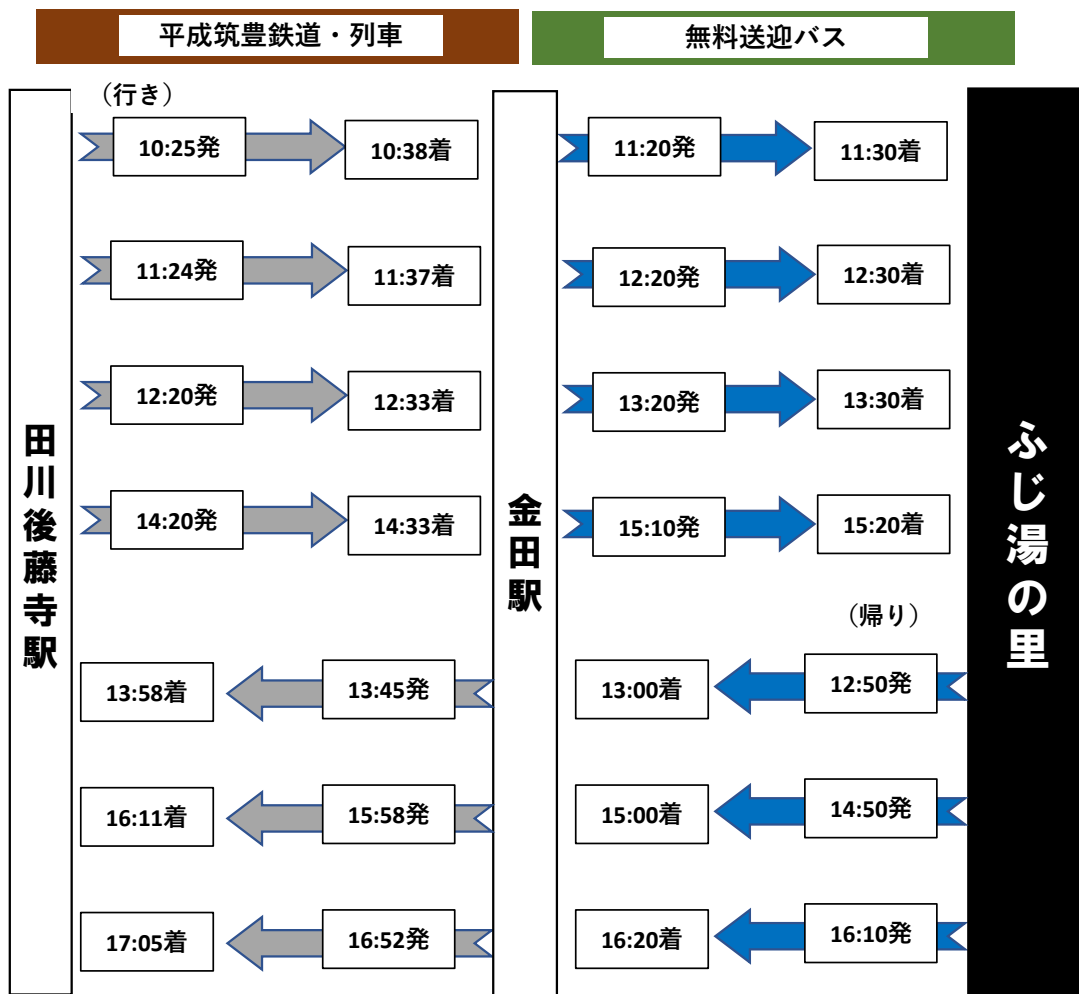 平成筑豊鉄道・列車
無料送迎バス
（行き）
10:25発
10:38着
11:20発
11:30着
11:24発
11:37着
12:20発
12:30着
12:20発
12:33着
13:20発
13:30着
14:20発
14:33着
15:10発
15:20着
田川後藤寺駅
金田駅
ふじ湯の里
（帰り）
13:58着
13:45発
13:00着
12:50発
16:11着
15:58発
15:00着
14:50発
17:05着
16:52発
16:20着
16:10発